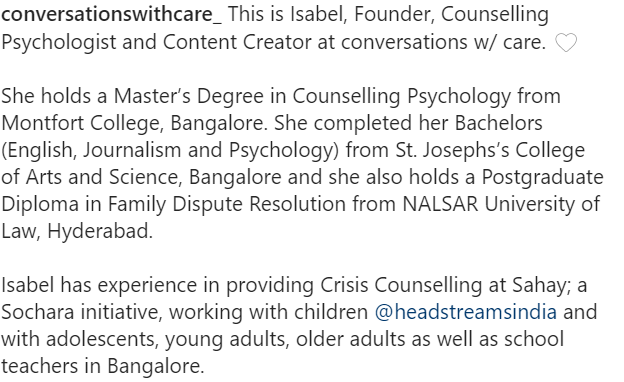 conversationswithcare_ This is Isabel, Founder, Counselling
Psychologist and Content Creator at conversations w/ care. ♡
She holds a Master's Degree in Counselling Psychology from
Montfort College, Bangalore. She completed her Bachelors
(English, Journalism and Psychology) from St. Josephs's College
of Arts and Science, Bangalore and she also holds a Postgraduate
Diploma in Family Dispute Resolution from NALSAR University of
Law, Hyderabad.
Isabel has experience in providing Crisis Counselling at Sahay; a
Sochara initiative, working with children @headstreamsindia and
with adolescents, young adults, older adults as well as school
teachers in Bangalore.